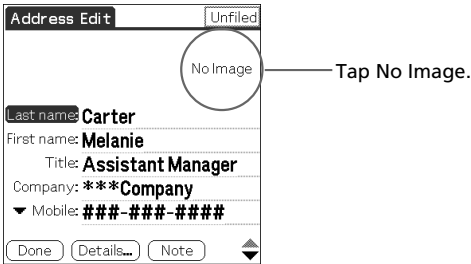 Address Edit Unfiled
No Image
Tap No Image.
Last name: Carter
First name: Melanie
Title: Assistant Manager
Company: ***Company
Mobile: ###-###-####
Done Details... Note